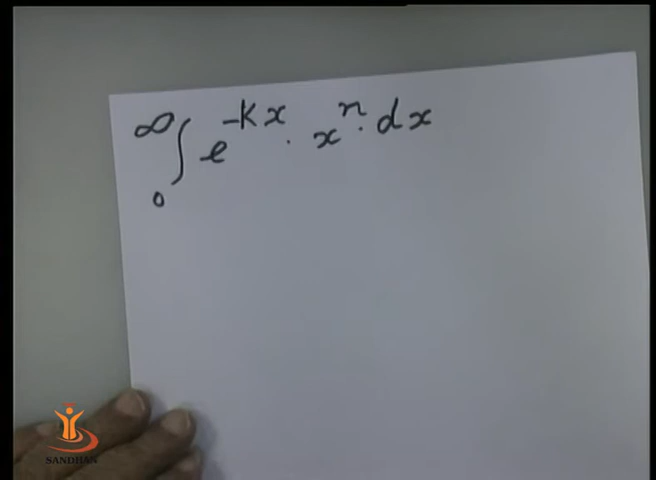 ∞∫₀ e^{-Kx} . x^n . dx
SANDHAN